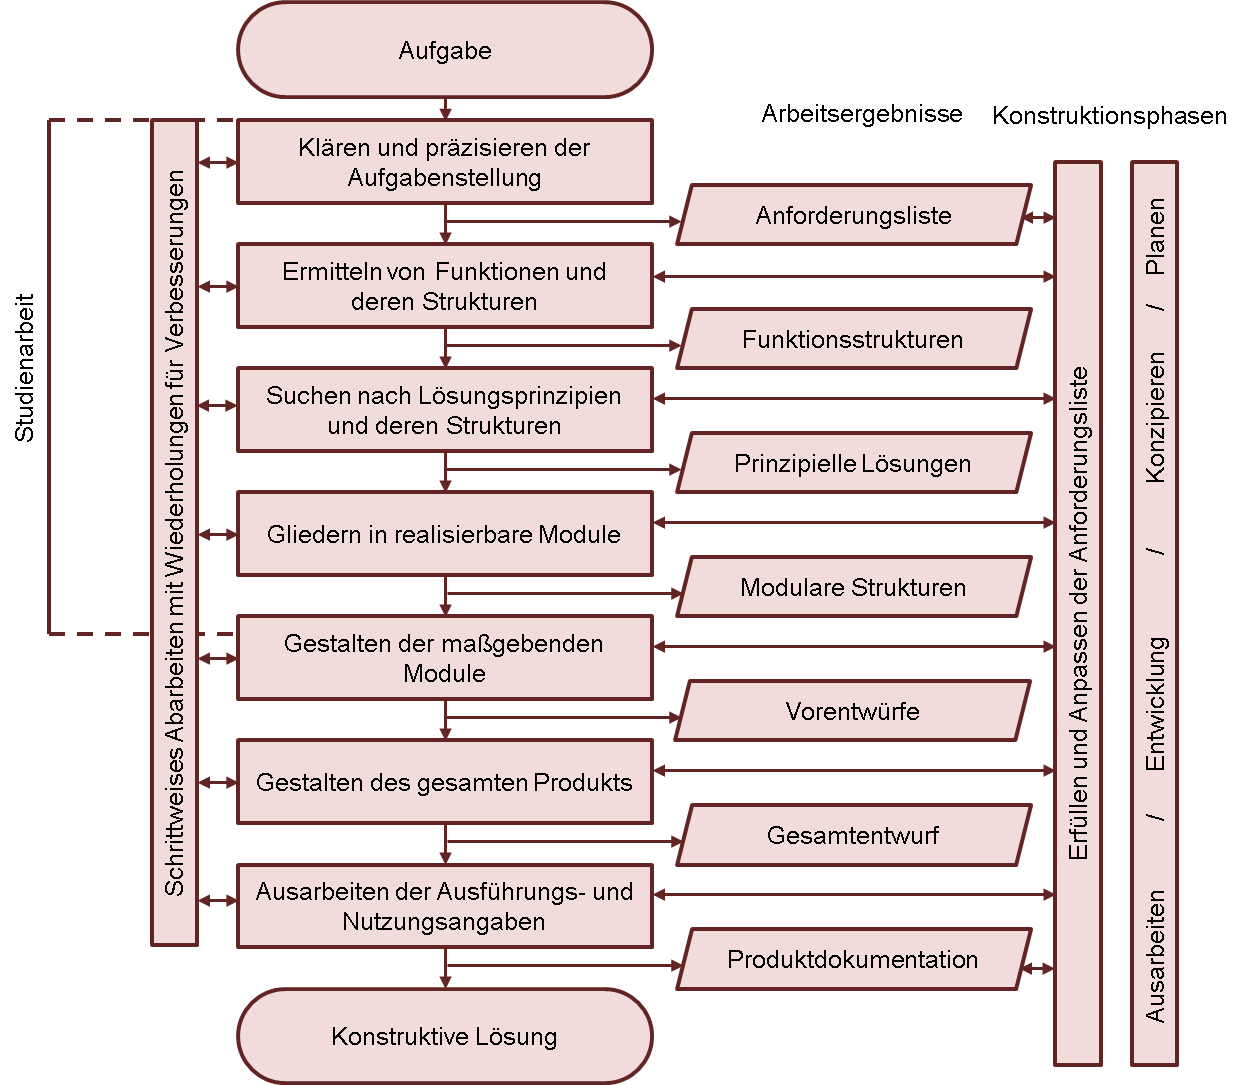 Aufgabe
Arbeitsergebnisse
Konstruktionsphasen
Klären und präzisieren der
Aufgabenstellung
Anforderungsliste
Ermitteln von Funktionen und
deren Strukturen
Funktionsstrukturen
Suchen nach Lösungsprinzipien
und deren Strukturen
Prinzipielle Lösungen
Gliedern in realisierbare Module
Modulare Strukturen
Gestalten der maßgebenden
Module
Vorentwürfe
Gestalten des gesamten Produkts
Gesamtentwurf
Ausarbeiten der Ausführungs- und
Nutzungsangaben
Produktdokumentation
Konstruktive Lösung
Studienarbeit
Schrittweises Abarbeiten mit Wiederholungen für Verbesserungen
Erfüllen und Anpassen der Anforderungsliste
Ausarbeiten / Entwicklung / Konzipieren / Planen